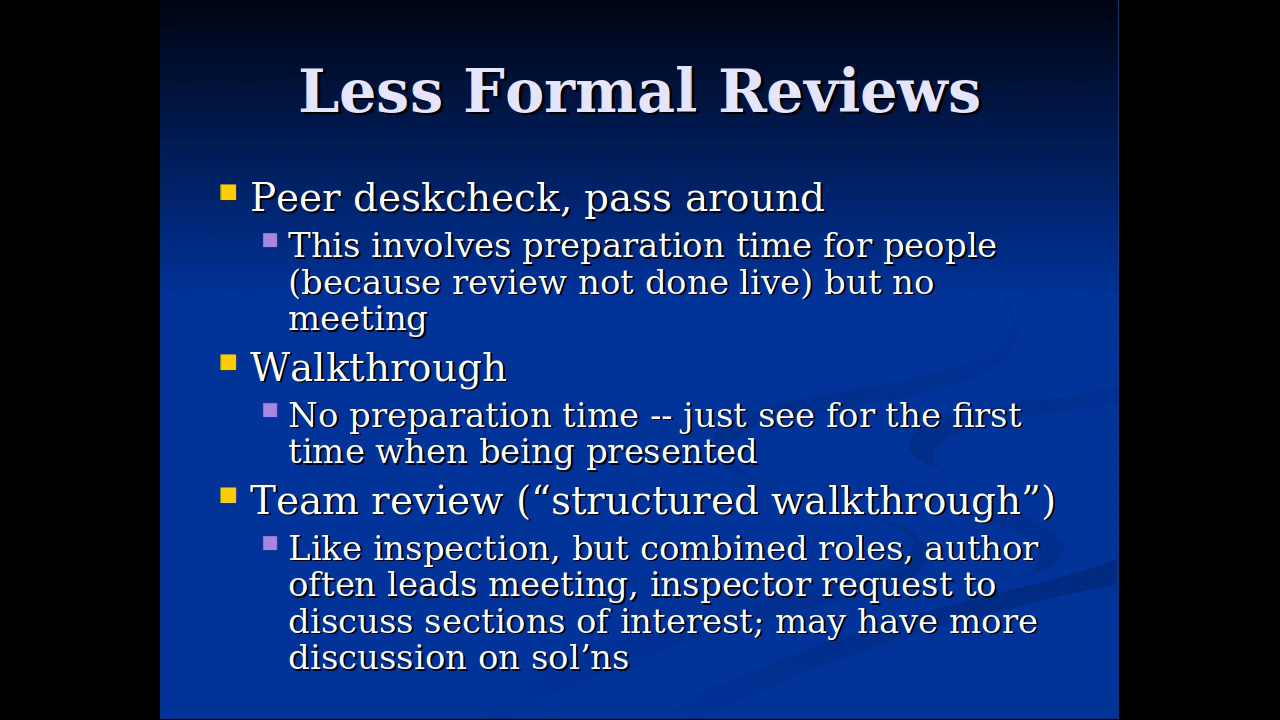 Less Formal Reviews
Peer deskcheck, pass around
This involves preparation time for people
(because review not done live) but no
meeting
Walkthrough
No preparation time -- just see for the first
time when being presented
Team review (“structured walkthrough”)
Like inspection, but combined roles, author
often leads meeting, inspector request to
discuss sections of interest; may have more
discussion on sol’ns